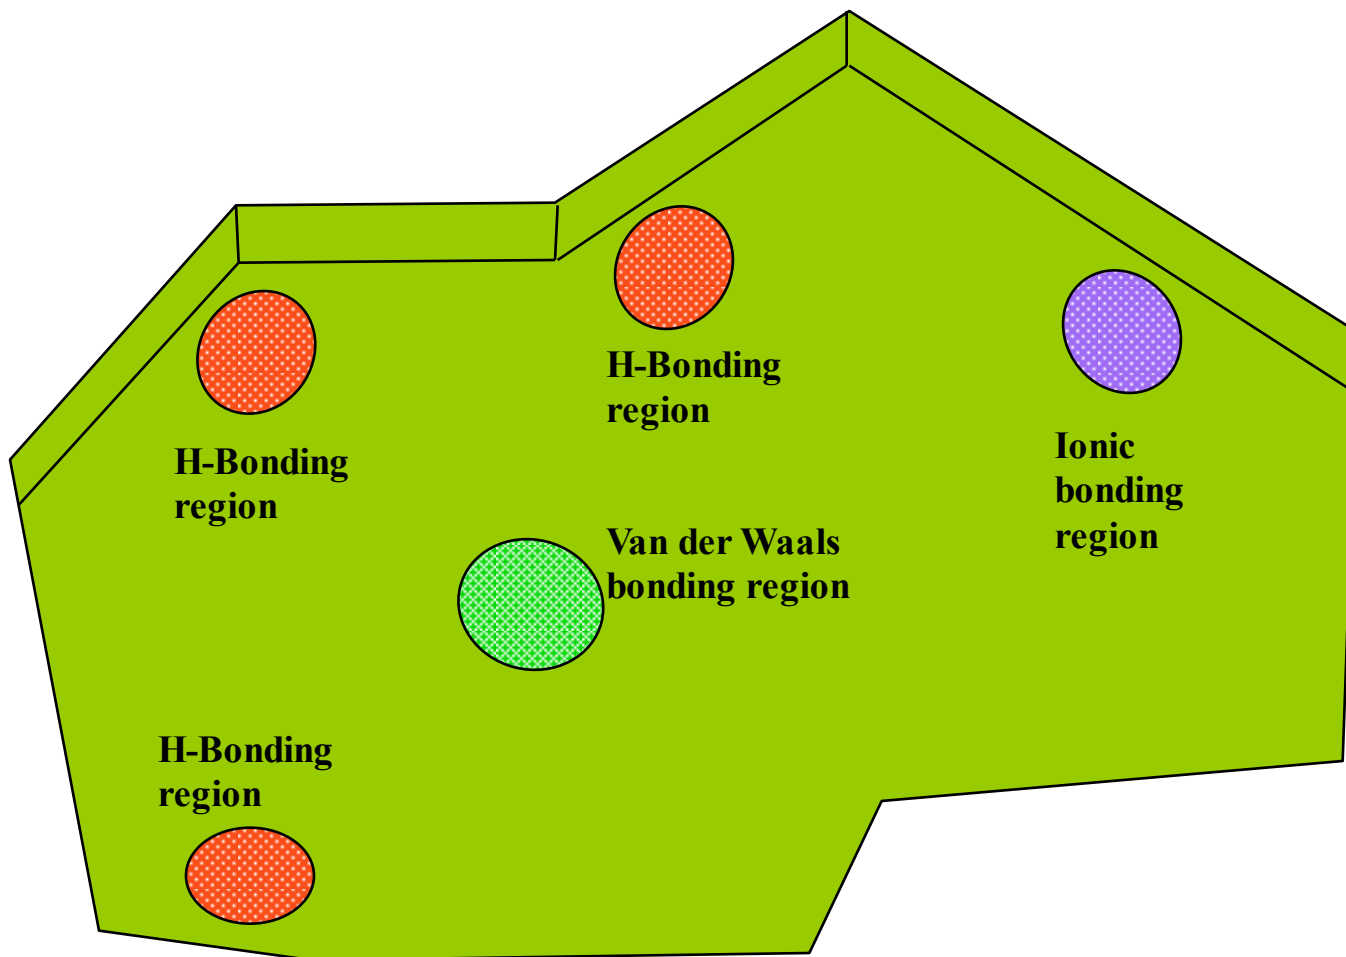 H-Bonding
region
H-Bonding
region
Ionic
bonding
region
Van der Waals
bonding region
H-Bonding
region